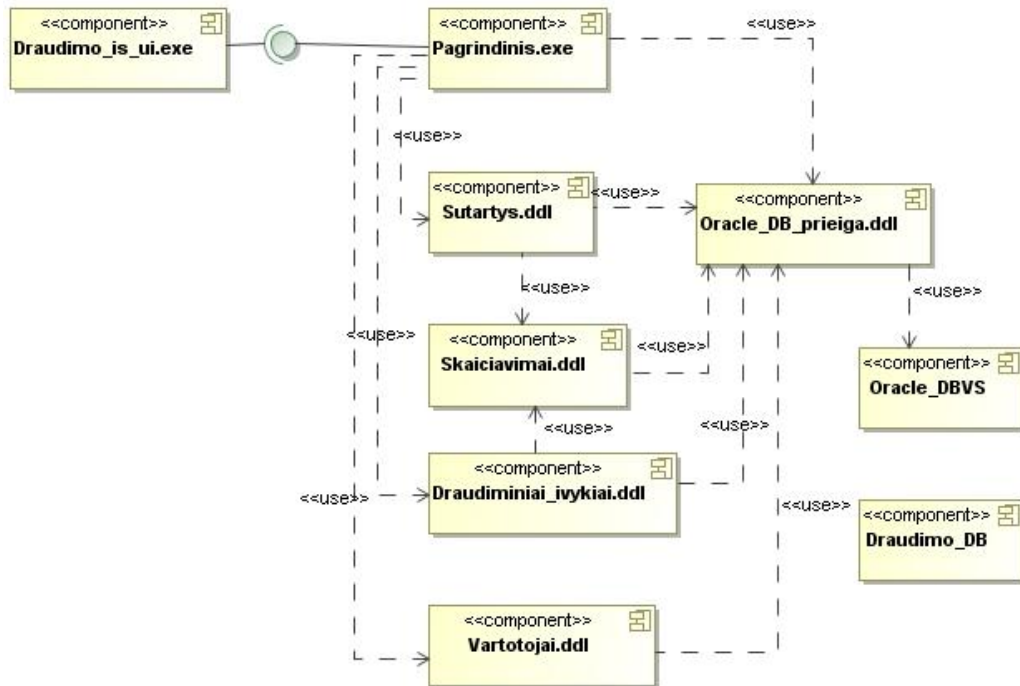 <<component>>
Draudimo_is_ui.exe
<<component>>
Pagrindinis.exe
<<use>>
<<use>>
<<component>>
Sutartys.ddl
<<use>>
<<component>>
Oracle_DB_prieiga.ddl
<<use>>
<<use>>
<<use>>
<<component>>
Skaiciavimai.ddl
<<use>>
<<component>>
Oracle_DBVS
<<use>>
<<use>>
<<component>>
Draudiminiai_ivykiai.ddl
<<use>>
<<use>>
<<component>>
Draudimo_DB
<<component>>
Vartotojai.ddl